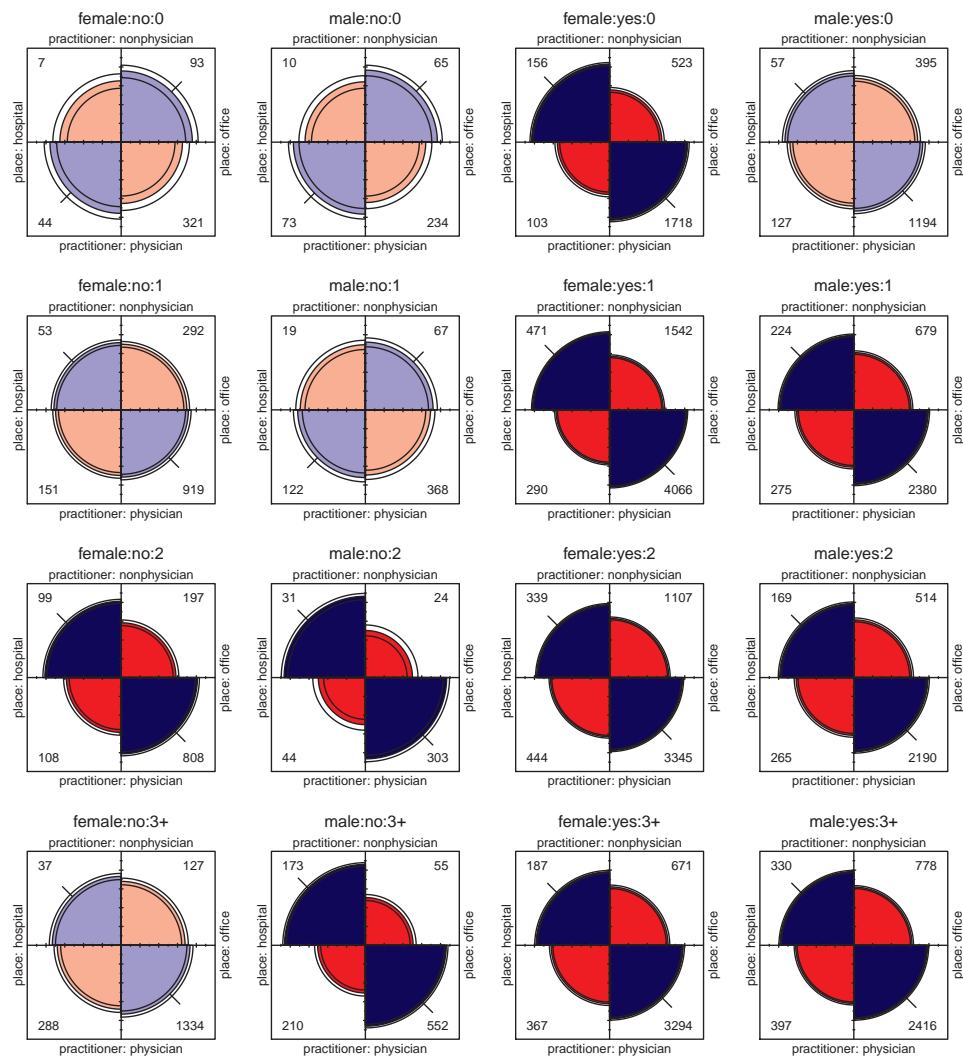 female:no:0 male:no:0 female:yes:0 male:yes:0
practitioner: nonphysician practitioner: nonphysician practitioner: nonphysician practitioner: nonphysician
7 93 10 65 156 523 57 395
place: hospital place: office place: hospital place: office place: hospital place: office place: hospital place: office
44 321 73 234 103 1718 127 1194
practitioner: physician practitioner: physician practitioner: physician practitioner: physician
female:no:1 male:no:1 female:yes:1 male:yes:1
practitioner: nonphysician practitioner: nonphysician practitioner: nonphysician practitioner: nonphysician
53 292 19 67 471 1542 224 679
place: hospital place: office place: hospital place: office place: hospital place: office place: hospital place: office
151 919 122 368 290 4066 275 2380
practitioner: physician practitioner: physician practitioner: physician practitioner: physician
female:no:2 male:no:2 female:yes:2 male:yes:2
practitioner: nonphysician practitioner: nonphysician practitioner: nonphysician practitioner: nonphysician
99 197 31 24 339 1107 169 514
place: hospital place: office place: hospital place: office place: hospital place: office place: hospital place: office
108 808 44 303 444 3345 265 2190
practitioner: physician practitioner: physician practitioner: physician practitioner: physician
female:no:3+ male:no:3+ female:yes:3+ male:yes:3+
practitioner: nonphysician practitioner: nonphysician practitioner: nonphysician practitioner: nonphysician
37 127 173 55 187 671 330 778
place: hospital place: office place: hospital place: office place: hospital place: office place: hospital place: office
288 1334 210 552 367 3294 397 2416
practitioner: physician practitioner: physician practitioner: physician practitioner: physician